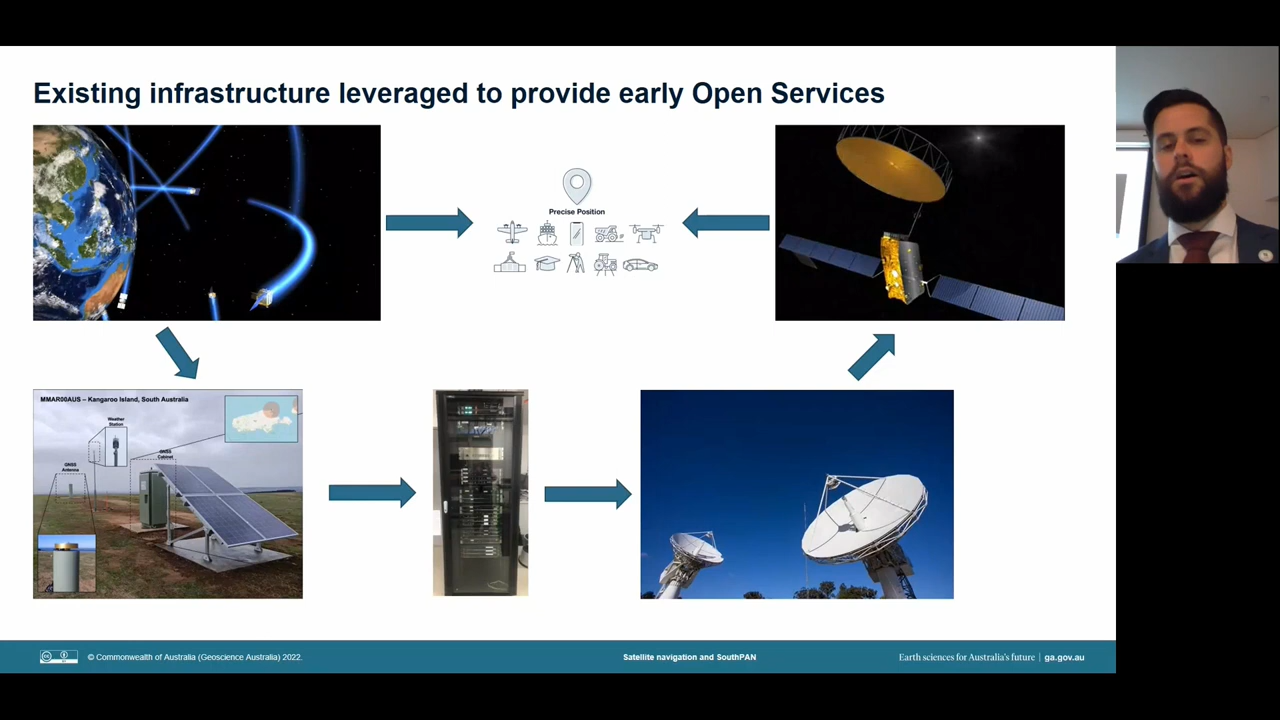 Existing infrastructure leveraged to provide early Open Services
Precise Position
MMAR00AUS – Kangaroo Island, South Australia
Weather
Station
GNSS
Cabinet
GNSS
Antenna
© Commonwealth of Australia (Geoscience Australia) 2022.
Satellite navigation and SouthPAN
Earth sciences for Australia's future | ga.gov.au